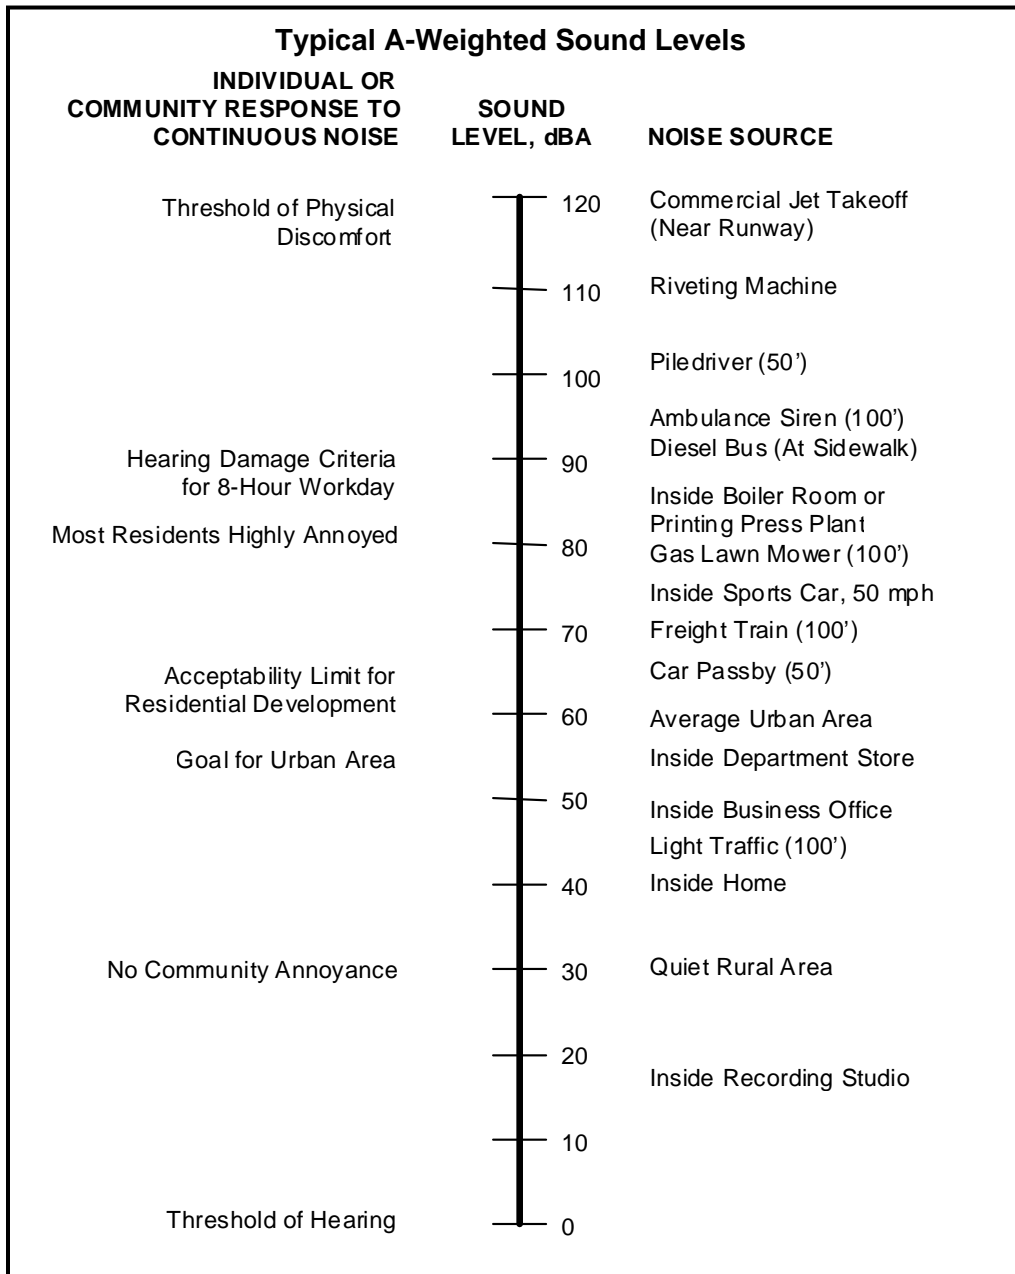 Typical A-Weighted Sound Levels
INDIVIDUAL OR
COMMUNITY RESPONSE TO
CONTINUOUS NOISE
SOUND
LEVEL, dBA
NOISE SOURCE
Threshold of Physical
Discomfort
120
Commercial Jet Takeoff
(Near Runway)
110
Riveting Machine
100
Piledriver (50’)
Ambulance Siren (100’)
Diesel Bus (At Sidewalk)
Hearing Damage Criteria
for 8-Hour Workday
90
Inside Boiler Room or
Printing Press Plant
Most Residents Highly Annoyed
80
Gas Lawn Mower (100’)
Inside Sports Car, 50 mph
70
Freight Train (100’)
Car Passby (50’)
Acceptability Limit for
Residential Development
60
Average Urban Area
Goal for Urban Area
Inside Department Store
50
Inside Business Office
Light Traffic (100’)
40
Inside Home
No Community Annoyance
30
Quiet Rural Area
20
Inside Recording Studio
10
Threshold of Hearing
0